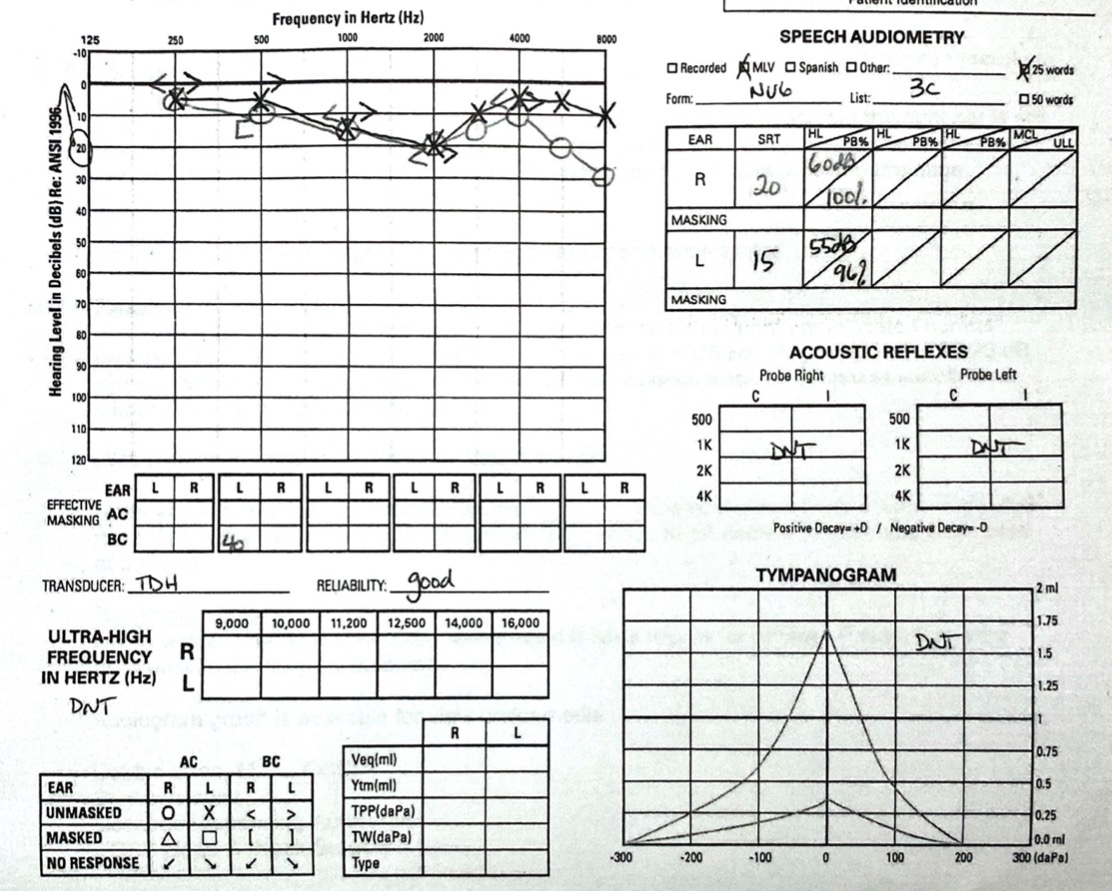 Patient Identification
Frequency in Hertz (Hz)
125 250 500 1000 2000 4000 8000
-10
0
5
10
20
30
40
50
60
70
80
90
100
110
120
Hearing Level in Decibels (dB) Re: ANSI 1996
EAR L R L R L R L R L R L R
EFFECTIVE MASKING AC
BC 40
TRANSDUCER: TDH RELIABILITY: good
ULTRA-HIGH
FREQUENCY
IN HERTZ (Hz)
DNT
9,000 10,000 11,200 12,500 14,000 16,000
R
L
AC BC
EAR R L R L
UNMASKED O X < >
MASKED △ □ [ ]
NO RESPONSE ↙ ↘ ↙ ↘
R L
Veq(ml)
Ytm(ml)
TPP(daPa)
TW(daPa)
Type
SPEECH AUDIOMETRY
Recorded MLV Spanish Other: 25 words
Form: NU6 List: 3C 50 words
EAR SRT HL PB% HL PB% HL PB% MCL ULL
R 20 60dB 100%
MASKING
L 15 55dB 96%
MASKING
ACOUSTIC REFLEXES
Probe Right Probe Left
C I C I
500 500
1K DNT 1K DNT
2K 2K
4K 4K
Positive Decay= +D / Negative Decay= -D
TYMPANOGRAM
DNT
2 ml
1.75
1.5
1.25
1
0.75
0.5
0.25
0.0 ml
-300 -200 -100 0 100 200 300 (daPa)